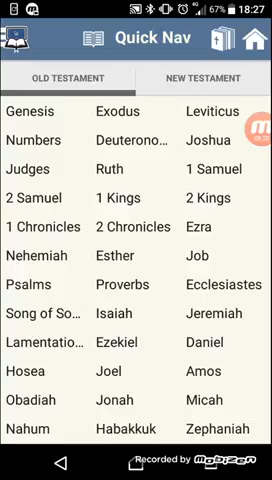 67% 18:27
Quick Nav
OLD TESTAMENT NEW TESTAMENT
Genesis Exodus Leviticus
Numbers Deuterono... Joshua
Judges Ruth 1 Samuel
2 Samuel 1 Kings 2 Kings
1 Chronicles 2 Chronicles Ezra
Nehemiah Esther Job
Psalms Proverbs Ecclesiastes
Song of So... Isaiah Jeremiah
Lamentatio... Ezekiel Daniel
Hosea Joel Amos
Obadiah Jonah Micah
Nahum Habakkuk Zephaniah
Recorded by mobizen